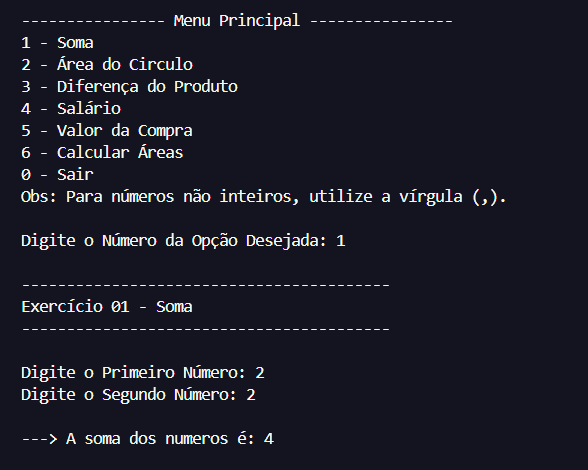 ---------------- Menu Principal ----------------
1 - Soma
2 - Área do Circulo
3 - Diferença do Produto
4 - Salário
5 - Valor da Compra
6 - Calcular Áreas
0 - Sair
Obs: Para números não inteiros, utilize a vírgula (,).
Digite o Número da Opção Desejada: 1
-----------------------------------------
Exercício 01 - Soma
-----------------------------------------
Digite o Primeiro Número: 2
Digite o Segundo Número: 2
---> A soma dos numeros é: 4